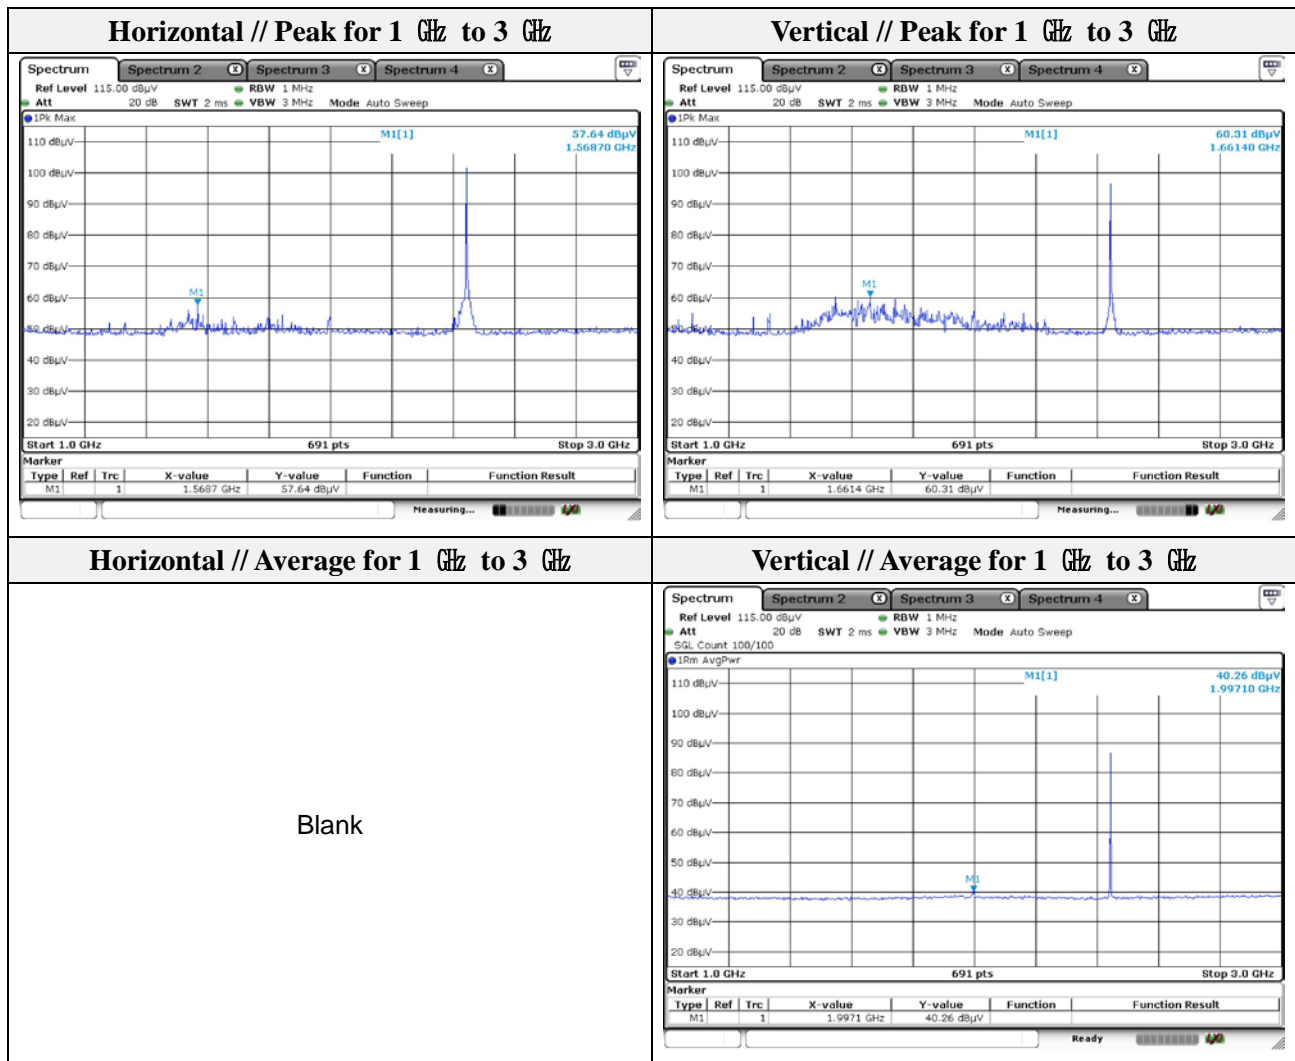 Horizontal // Peak for 1 ㎓ to 3 ㎓
Spectrum Spectrum 2 X Spectrum 3 X Spectrum 4 X
Ref Level 115.00 dBµV RBW 1 MHz
Att 20 dB SWT 2 ms VBW 3 MHz Mode Auto Sweep
1Pk Max
M1[1] 57.64 dBµV
1.56870 GHz
110 dBµV
100 dBµV
90 dBµV
80 dBµV
70 dBµV
M1
60 dBµV
50 dBµV
40 dBµV
30 dBµV
20 dBµV
Start 1.0 GHz 691 pts Stop 3.0 GHz
Marker
Type Ref Trc X-value Y-value Function Function Result
M1 1 1.5687 GHz 57.64 dBµV
Measuring...
Vertical // Peak for 1 ㎓ to 3 ㎓
Spectrum Spectrum 2 X Spectrum 3 X Spectrum 4 X
Ref Level 115.00 dBµV RBW 1 MHz
Att 20 dB SWT 2 ms VBW 3 MHz Mode Auto Sweep
1Pk Max
M1[1] 60.31 dBµV
1.66140 GHz
110 dBµV
100 dBµV
90 dBµV
80 dBµV
70 dBµV
M1
60 dBµV
50 dBµV
40 dBµV
30 dBµV
20 dBµV
Start 1.0 GHz 691 pts Stop 3.0 GHz
Marker
Type Ref Trc X-value Y-value Function Function Result
M1 1 1.6614 GHz 60.31 dBµV
Measuring...
Horizontal // Average for 1 ㎓ to 3 ㎓
Blank
Vertical // Average for 1 ㎓ to 3 ㎓
Spectrum Spectrum 2 X Spectrum 3 X Spectrum 4 X
Ref Level 115.00 dBµV RBW 1 MHz
Att 20 dB SWT 2 ms VBW 3 MHz Mode Auto Sweep
SGL Count 100/100
1Rm AvgPwr
M1[1] 40.26 dBµV
1.99710 GHz
110 dBµV
100 dBµV
90 dBµV
80 dBµV
70 dBµV
60 dBµV
50 dBµV
M1
40 dBµV
30 dBµV
20 dBµV
Start 1.0 GHz 691 pts Stop 3.0 GHz
Marker
Type Ref Trc X-value Y-value Function Function Result
M1 1 1.9971 GHz 40.26 dBµV
Ready